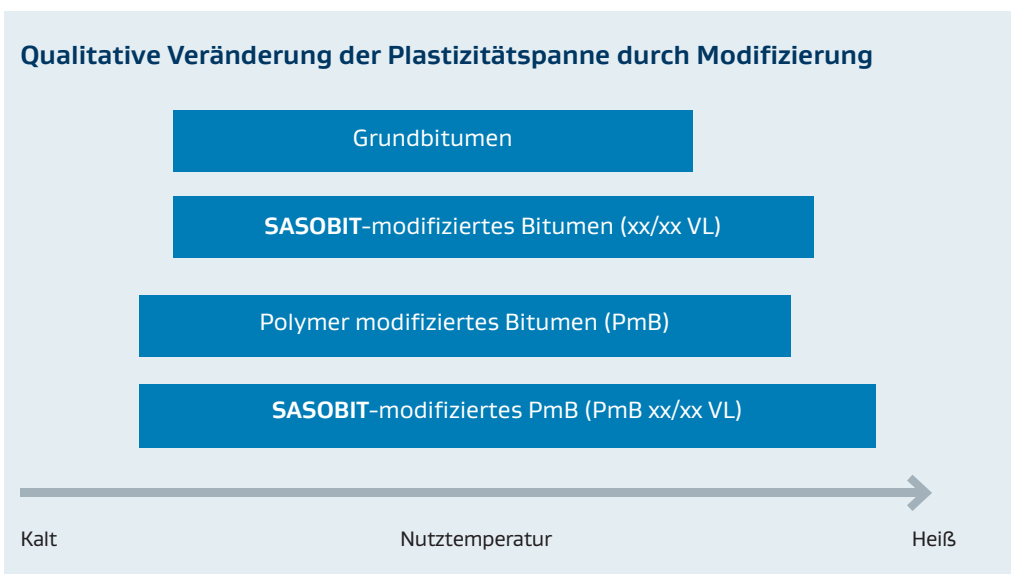 Qualitative Veränderung der Plastizitätspanne durch Modifizierung
Grundbitumen
SASOBIT-modifiziertes Bitumen (xx/xx VL)
Polymer modifiziertes Bitumen (PmB)
SASOBIT-modifiziertes PmB (PmB xx/xx VL)
Kalt Nutztemperatur Heiß